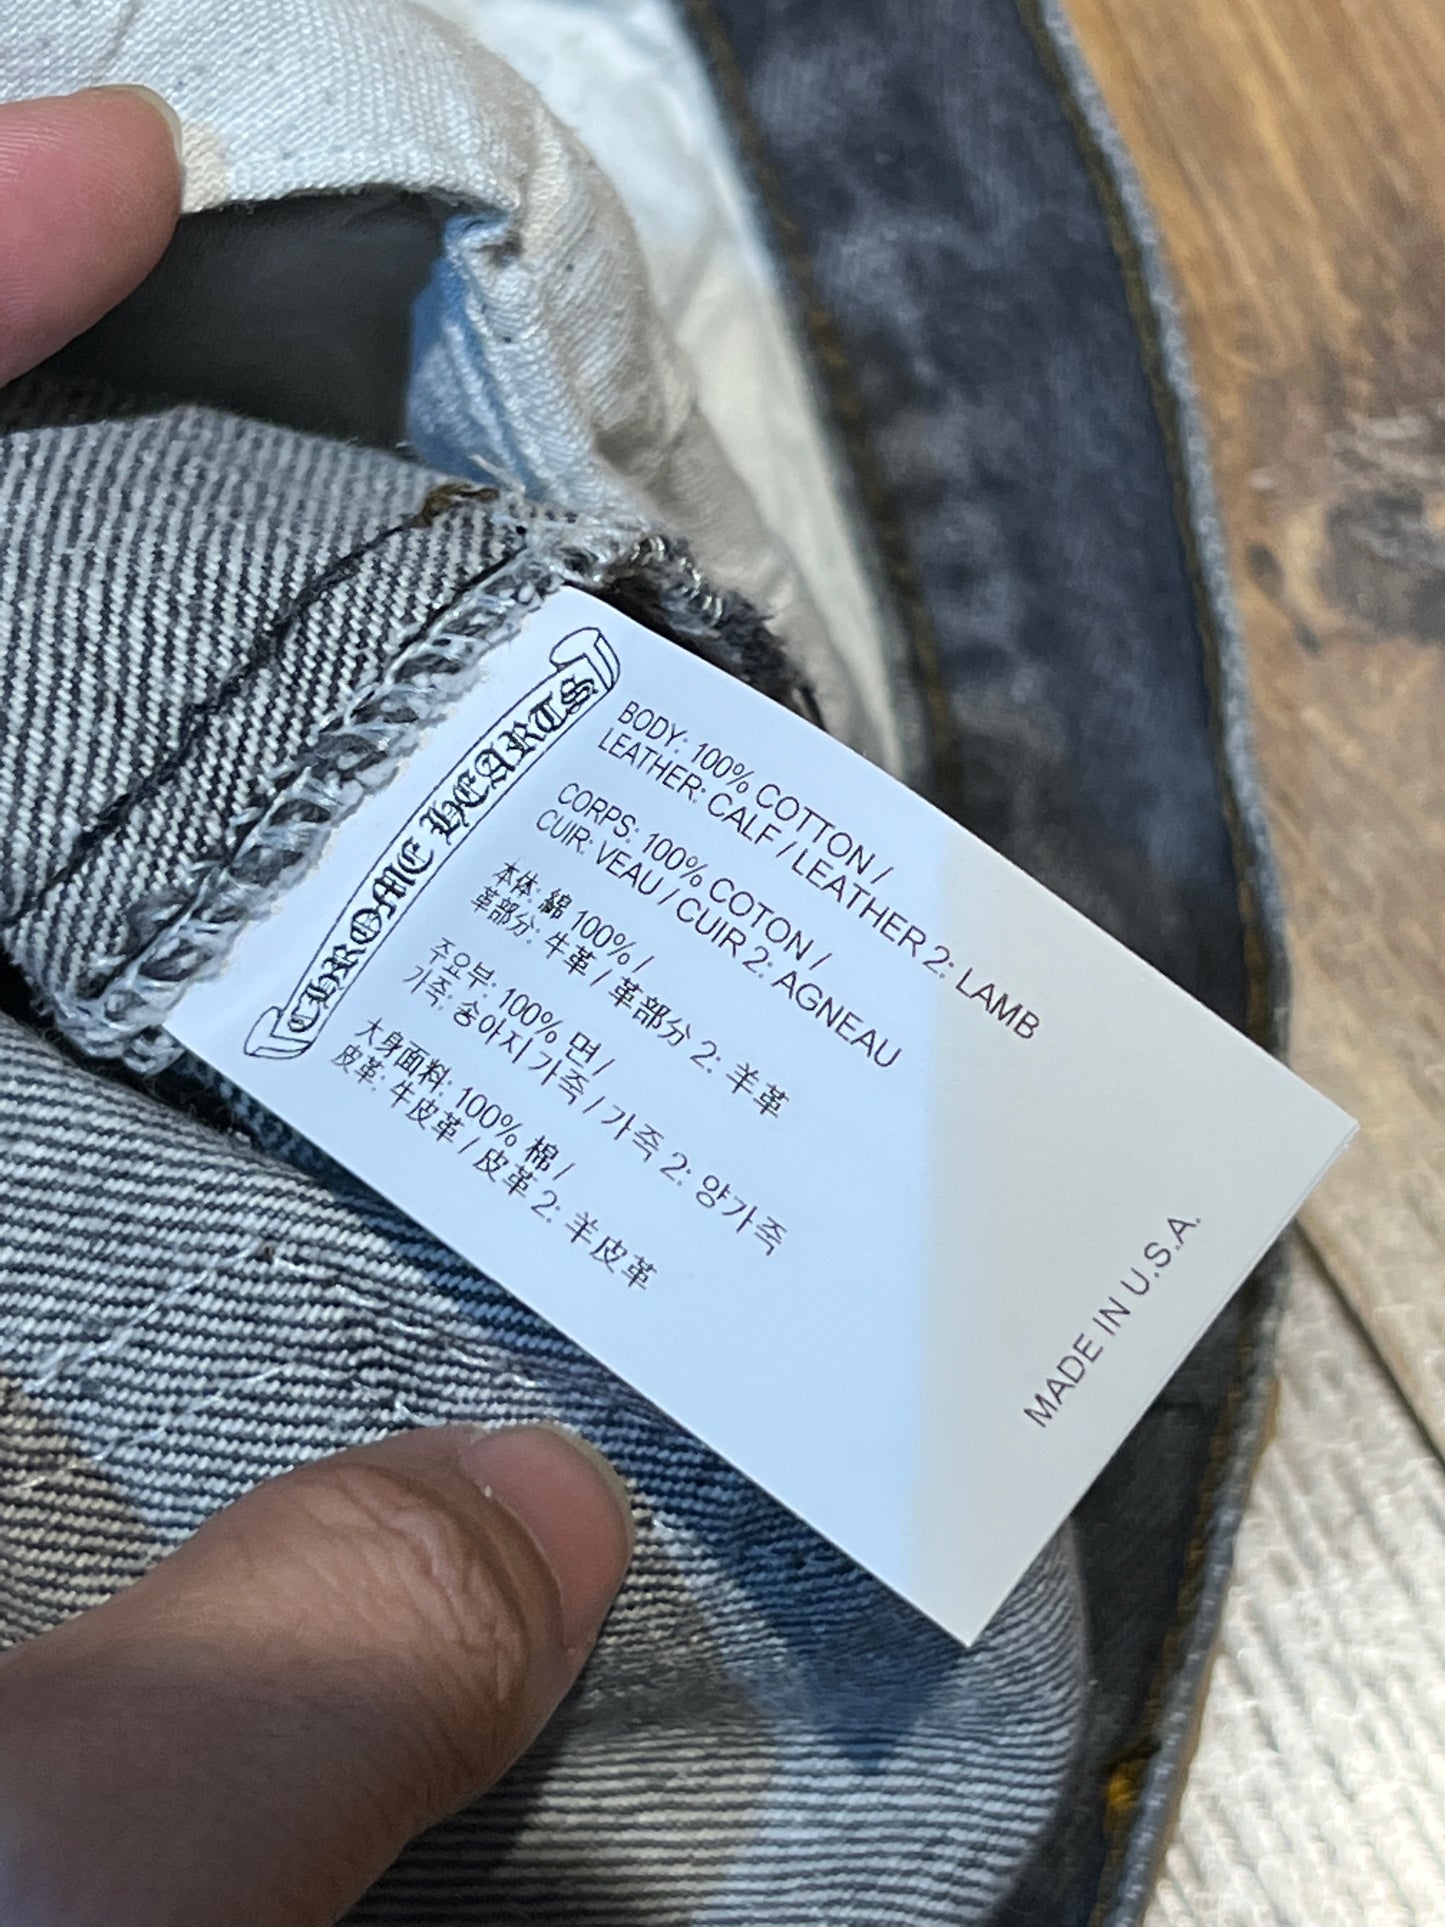 CHROME HEARTS
BODY: 100% COTTON /
LEATHER: CALF / LEATHER 2: LAMB
CORPS: 100% COTON /
CUIR: VEAU / CUIR 2: AGNEAU
本体: 綿 100% /
革部分: 牛革 / 革部分 2: 羊革
주요부: 100% 면 /
가죽: 송아지 가죽 / 가죽 2: 양가죽
大身面料: 100% 棉 /
皮革: 牛皮革 / 皮革 2: 羊皮革
MADE IN U.S.A.